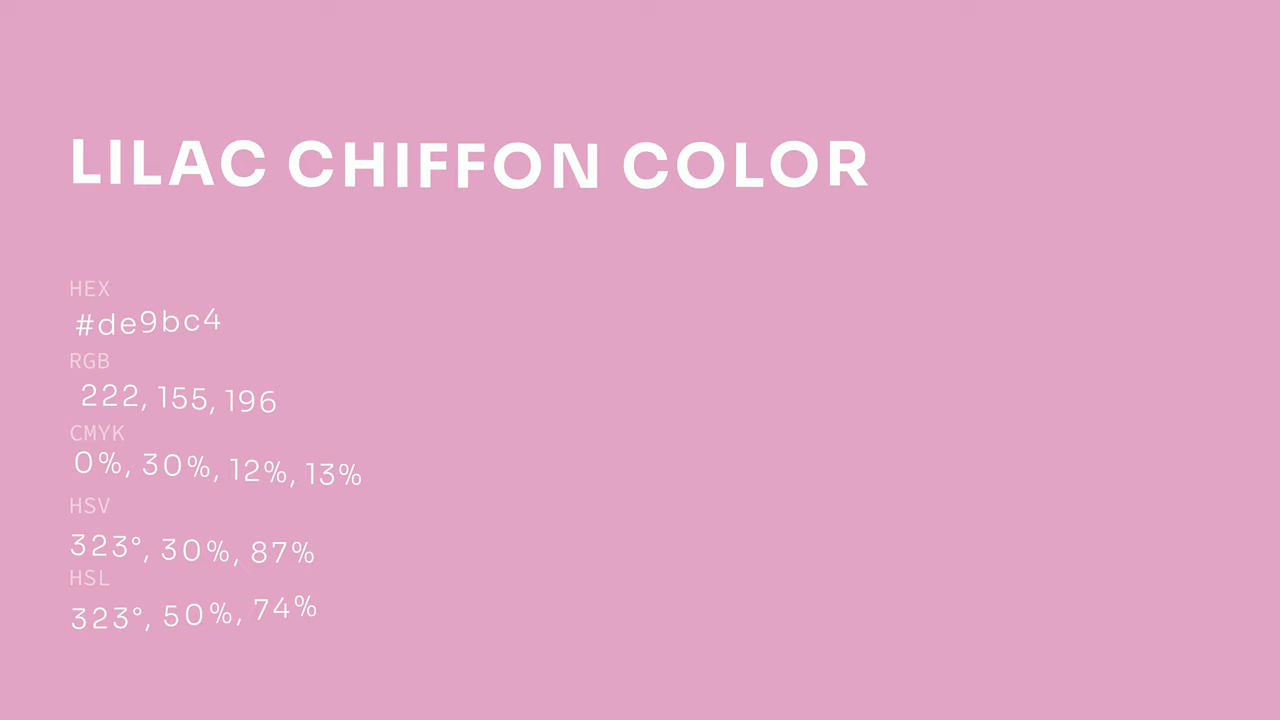 LILAC CHIFFON COLOR
HEX
#de9bc4
RGB
222, 155, 196
CMYK
0%, 30%, 12%, 13%
HSV
323°, 30%, 87%
HSL
323°, 50%, 74%